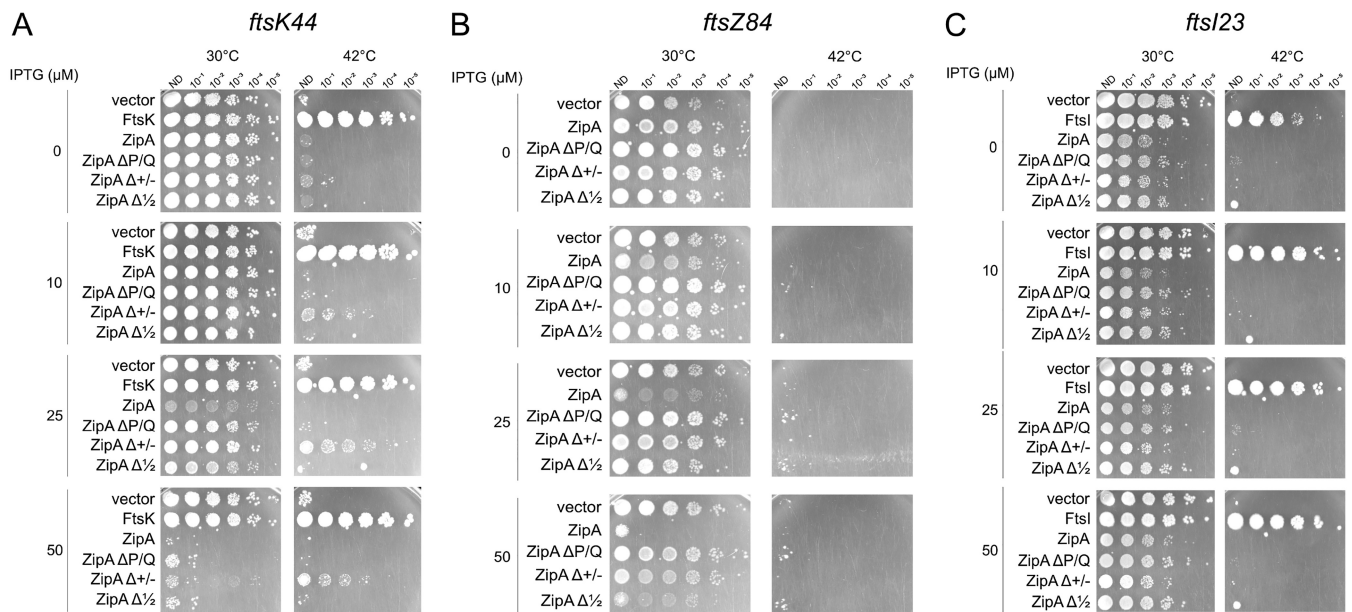 A
ftsK44
30°C 42°C
IPTG (μM)
ND 10⁻¹ 10⁻² 10⁻³ 10⁻⁴ 10⁻⁵ ND 10⁻¹ 10⁻² 10⁻³ 10⁻⁴ 10⁻⁵
0
vector
FtsK
ZipA
ZipA ΔP/Q
ZipA Δ+/-
ZipA Δ½
10
vector
FtsK
ZipA
ZipA ΔP/Q
ZipA Δ+/-
ZipA Δ½
25
vector
FtsK
ZipA
ZipA ΔP/Q
ZipA Δ+/-
ZipA Δ½
50
vector
FtsK
ZipA
ZipA ΔP/Q
ZipA Δ+/-
ZipA Δ½
B
ftsZ84
30°C 42°C
IPTG (μM)
ND 10⁻¹ 10⁻² 10⁻³ 10⁻⁴ 10⁻⁵ ND 10⁻¹ 10⁻² 10⁻³ 10⁻⁴ 10⁻⁵
0
vector
ZipA
ZipA ΔP/Q
ZipA Δ+/-
ZipA Δ½
10
vector
ZipA
ZipA ΔP/Q
ZipA Δ+/-
ZipA Δ½
25
vector
ZipA
ZipA ΔP/Q
ZipA Δ+/-
ZipA Δ½
50
vector
ZipA
ZipA ΔP/Q
ZipA Δ+/-
ZipA Δ½
C
ftsI23
30°C 42°C
IPTG (μM)
ND 10⁻¹ 10⁻² 10⁻³ 10⁻⁴ 10⁻⁵ ND 10⁻¹ 10⁻² 10⁻³ 10⁻⁴ 10⁻⁵
0
vector
FtsI
ZipA
ZipA ΔP/Q
ZipA Δ+/-
ZipA Δ½
10
vector
FtsI
ZipA
ZipA ΔP/Q
ZipA Δ+/-
ZipA Δ½
25
vector
FtsI
ZipA
ZipA ΔP/Q
ZipA Δ+/-
ZipA Δ½
50
vector
FtsI
ZipA
ZipA ΔP/Q
ZipA Δ+/-
ZipA Δ½